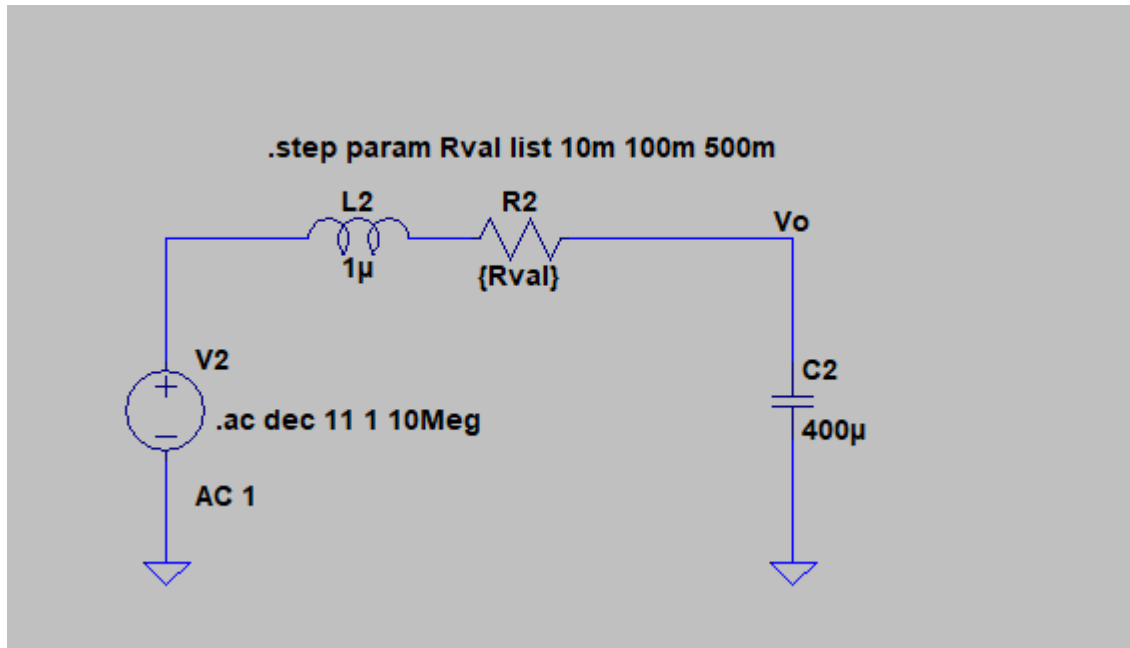 .step param Rval list 10m 100m 500m
L2
R2
Vo
1µ
{Rval}
V2
C2
.ac dec 11 1 10Meg
400µ
AC 1